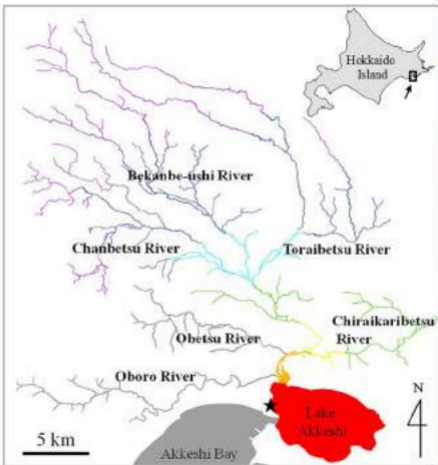 Hokkaido
Island
Bekanbe-ushi River
Chanbetsu River
Toraibetsu River
Chiraikaribetsu
River
Obetsu River
Oboro River
N
Lake
Akkeshi
5 km
Akkeshi Bay